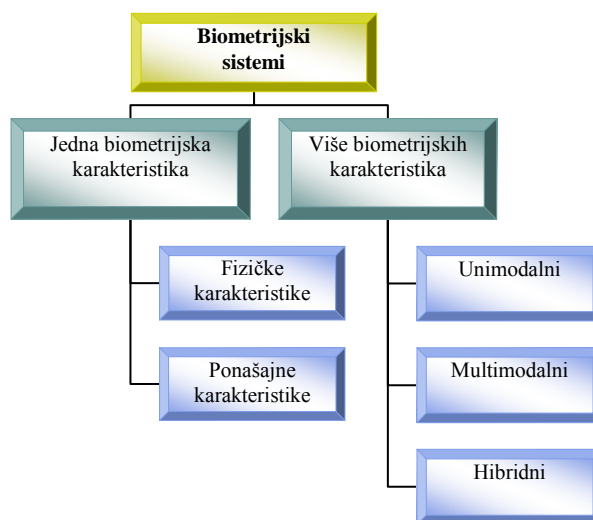 Biometrijski
sistemi
Jedna biometrijska
karakteristika
Više biometrijskih
karakteristika
Fizičke
karakteristike
Unimodalni
Ponašajne
karakteristike
Multimodalni
Hibridni